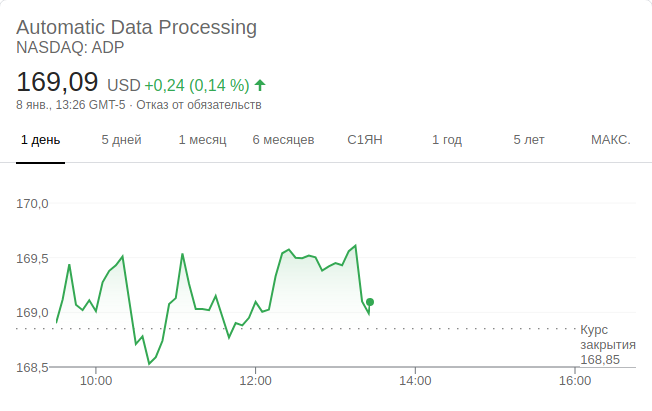 Automatic Data Processing
NASDAQ: ADP
169,09 USD +0,24 (0,14 %)
8 янв., 13:26 GMT-5 · Отказ от обязательств
1 день 5 дней 1 месяц 6 месяцев С1ЯН 1 год 5 лет МАКС.
170,0
169,5
169,0
168,5
Курс
закрытия
168,85
10:00 12:00 14:00 16:00